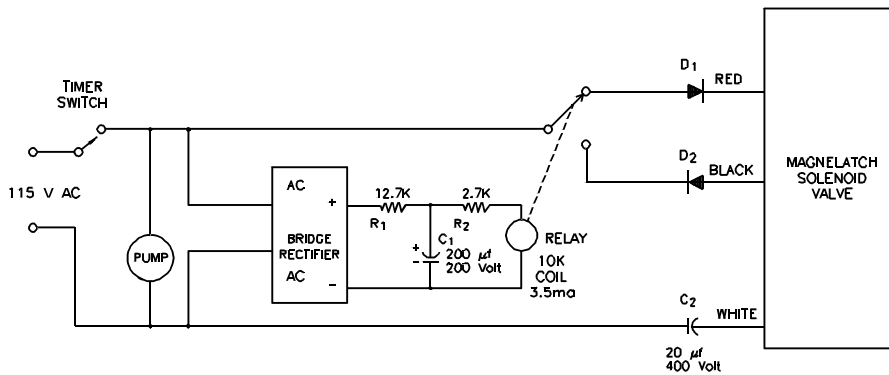 TIMER
SWITCH
115 V AC
PUMP
AC
+
BRIDGE
RECTIFIER
AC
-
12.7K
R1
2.7K
R2
+
-
C1
200 µf
200 Volt
RELAY
10K
COIL
3.5ma
D1
RED
D2
BLACK
MAGNELATCH
SOLENOID
VALVE
C2
WHITE
20 µf
400 Volt